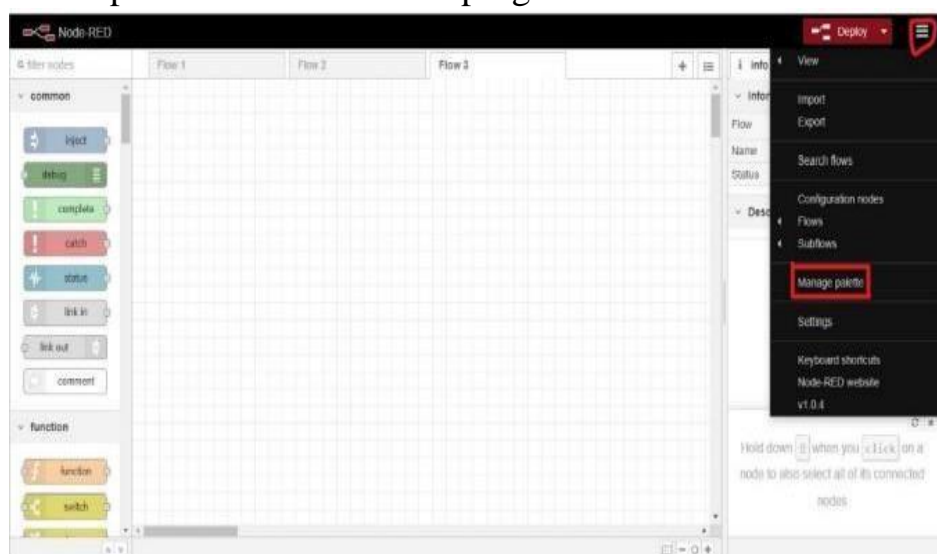 Node-RED
Deploy
filter nodes
Flow 1
Flow 2
Flow 3
info
View
common
Infor
Import
Flow
Export
inject
Name
Search flows
debug
Status
complete
Configuration nodes
Desc
Flows
catch
Subflows
status
Manage palette
link in
Settings
link out
Keyboard shortcuts
comment
Node-RED website
v1.0.4
function
Hold down when you click on a
node to also select all of its connected
nodes
function
switch